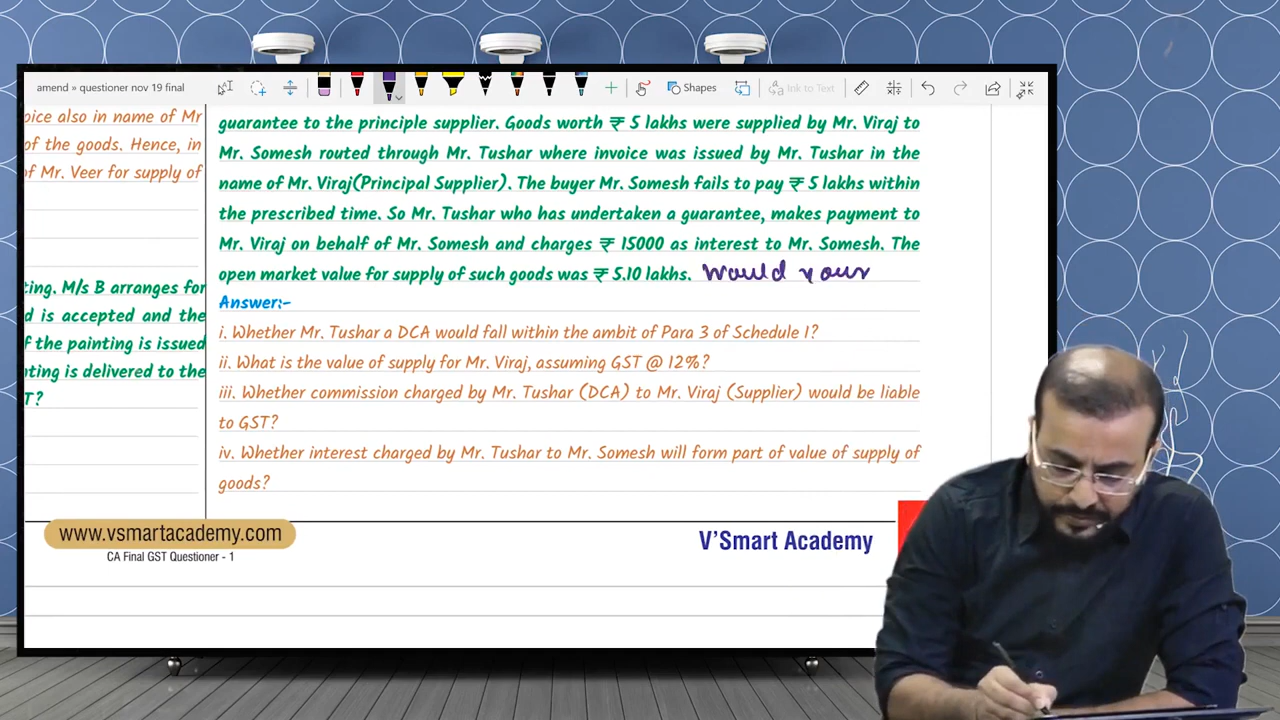 amend » questioner nov 19 final
Shapes
Ink to Text
oice also in name of Mr
of the goods. Hence, in
of Mr. Veer for supply of
ting. M/s B arranges for
d is accepted and the
f the painting is issued
nting is delivered to the
T?
guarantee to the principle supplier. Goods worth ₹ 5 lakhs were supplied by Mr. Viraj to
Mr. Somesh routed through Mr. Tushar where invoice was issued by Mr. Tushar in the
name of Mr. Viraj(Principal Supplier). The buyer Mr. Somesh fails to pay ₹ 5 lakhs within
the prescribed time. So Mr. Tushar who has undertaken a guarantee, makes payment to
Mr. Viraj on behalf of Mr. Somesh and charges ₹ 15000 as interest to Mr. Somesh. The
open market value for supply of such goods was ₹ 5.10 lakhs. Would your
Answer:-
i. Whether Mr. Tushar a DCA would fall within the ambit of Para 3 of Schedule I?
ii. What is the value of supply for Mr. Viraj, assuming GST @ 12%?
iii. Whether commission charged by Mr. Tushar (DCA) to Mr. Viraj (Supplier) would be liable
to GST?
iv. Whether interest charged by Mr. Tushar to Mr. Somesh will form part of value of supply of
goods?
www.vsmartacademy.com
CA Final GST Questioner - 1
V'Smart Academy